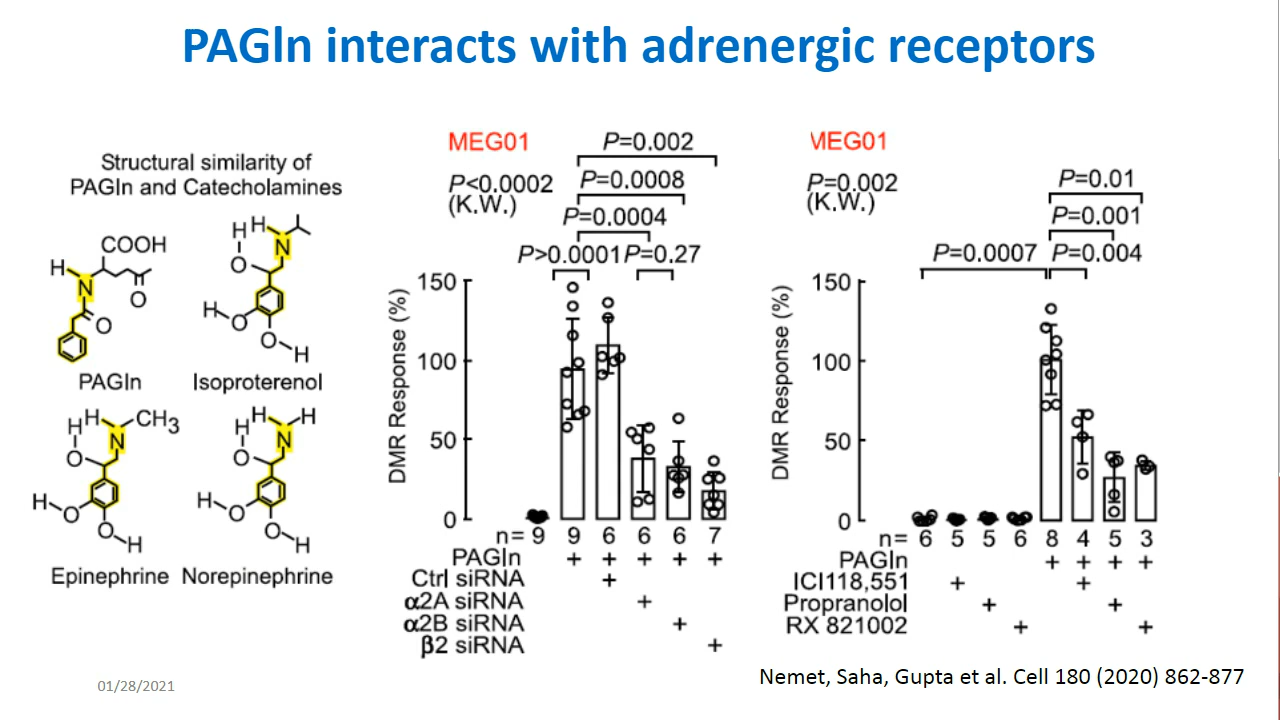 PAGln interacts with adrenergic receptors
Structural similarity of
PAGln and Catecholamines
COOH
H
N
O
O
PAGln
H H
N
O
H
O
O
H
Isoproterenol
H H CH3
N
O
H
O
O
H
Epinephrine
H H H
N
O
H
O
O
H
Norepinephrine
MEG01
P<0.0002
(K.W.)
P=0.002
P=0.0008
P=0.0004
P>0.0001 P=0.27
DMR Response (%)
150
100
50
0
n= 9 9 6 6 6 7
PAGln + + + + +
Ctrl siRNA +
α2A siRNA +
α2B siRNA +
β2 siRNA +
MEG01
P=0.002
(K.W.)
P=0.01
P=0.001
P=0.0007 P=0.004
DMR Response (%)
150
100
50
0
n= 6 5 5 6 8 4 5 3
PAGln + + + +
ICI118,551 + +
Propranolol + +
RX 821002 + +
Nemet, Saha, Gupta et al. Cell 180 (2020) 862-877
01/28/2021